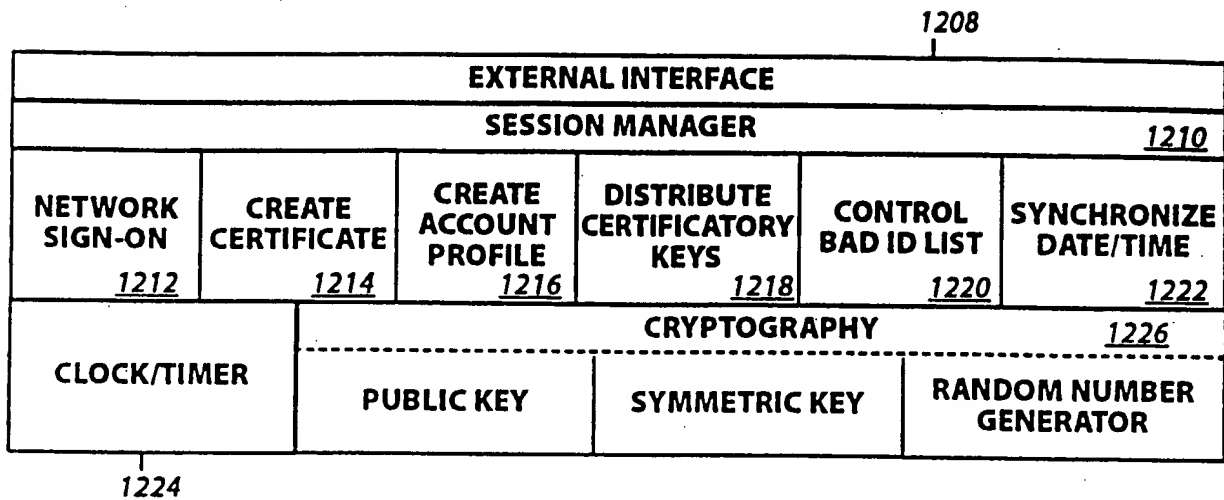 1208
EXTERNAL INTERFACE
SESSION MANAGER
1210
NETWORK
SIGN-ON
1212
CREATE
CERTIFICATE
1214
CREATE
ACCOUNT
PROFILE
1216
DISTRIBUTE
CERTIFICATORY
KEYS
1218
CONTROL
BAD ID LIST
1220
SYNCHRONIZE
DATE/TIME
1222
CLOCK/TIMER
CRYPTOGRAPHY
1226
PUBLIC KEY
SYMMETRIC KEY
RANDOM NUMBER
GENERATOR
1224